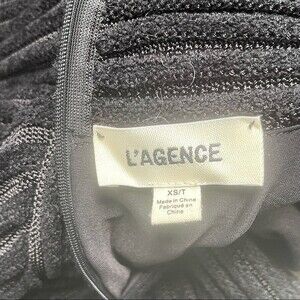 L'AGENCE
XS/T
Made in China
Fabriqué en
Chine